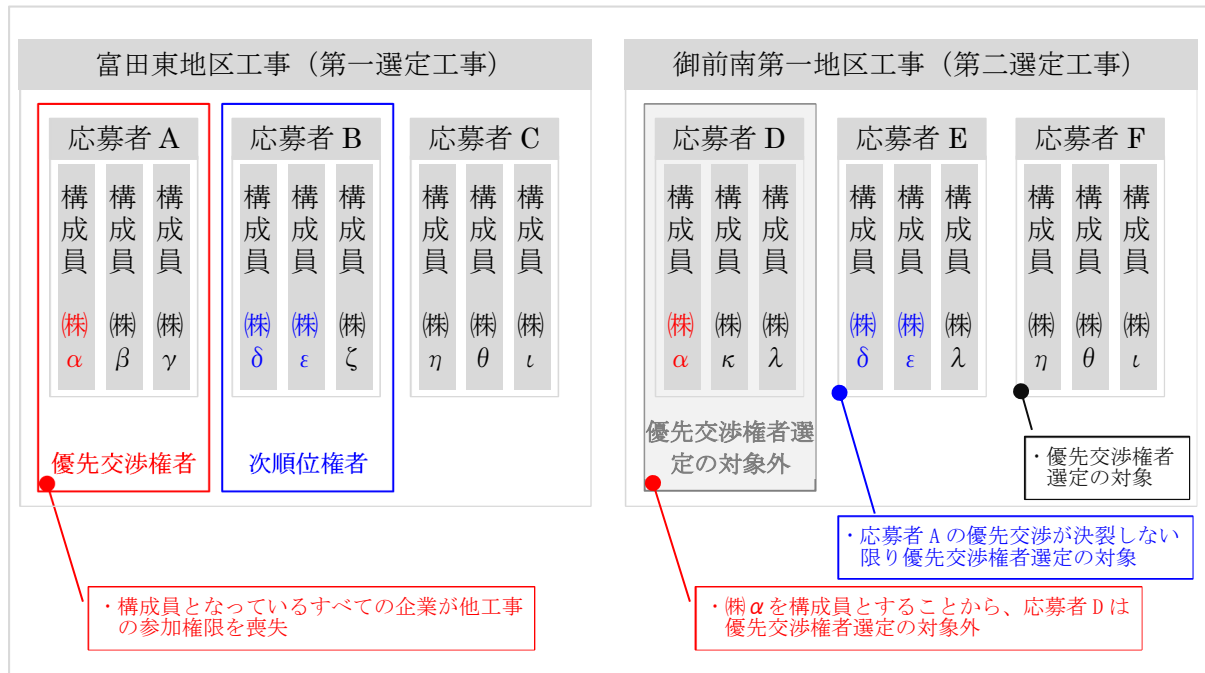 富田東地区工事（第一選定工事）
応募者 A
構成員 ㈱ α
構成員 ㈱ β
構成員 ㈱ γ
優先交渉権者
応募者 B
構成員 ㈱ δ
構成員 ㈱ ε
構成員 ㈱ ζ
次順位権者
応募者 C
構成員 ㈱ η
構成員 ㈱ θ
構成員 ㈱ ι
・構成員となっているすべての企業が他工事
の参加権限を喪失
御前南第一地区工事（第二選定工事）
応募者 D
構成員 ㈱ α
構成員 ㈱ κ
構成員 ㈱ λ
優先交渉権者選
定の対象外
応募者 E
構成員 ㈱ δ
構成員 ㈱ ε
構成員 ㈱ λ
応募者 F
構成員 ㈱ η
構成員 ㈱ θ
構成員 ㈱ ι
・優先交渉権者
選定の対象
・応募者 A の優先交渉が決裂しない
限り優先交渉権者選定の対象
・㈱αを構成員とすることから、応募者 D は
優先交渉権者選定の対象外